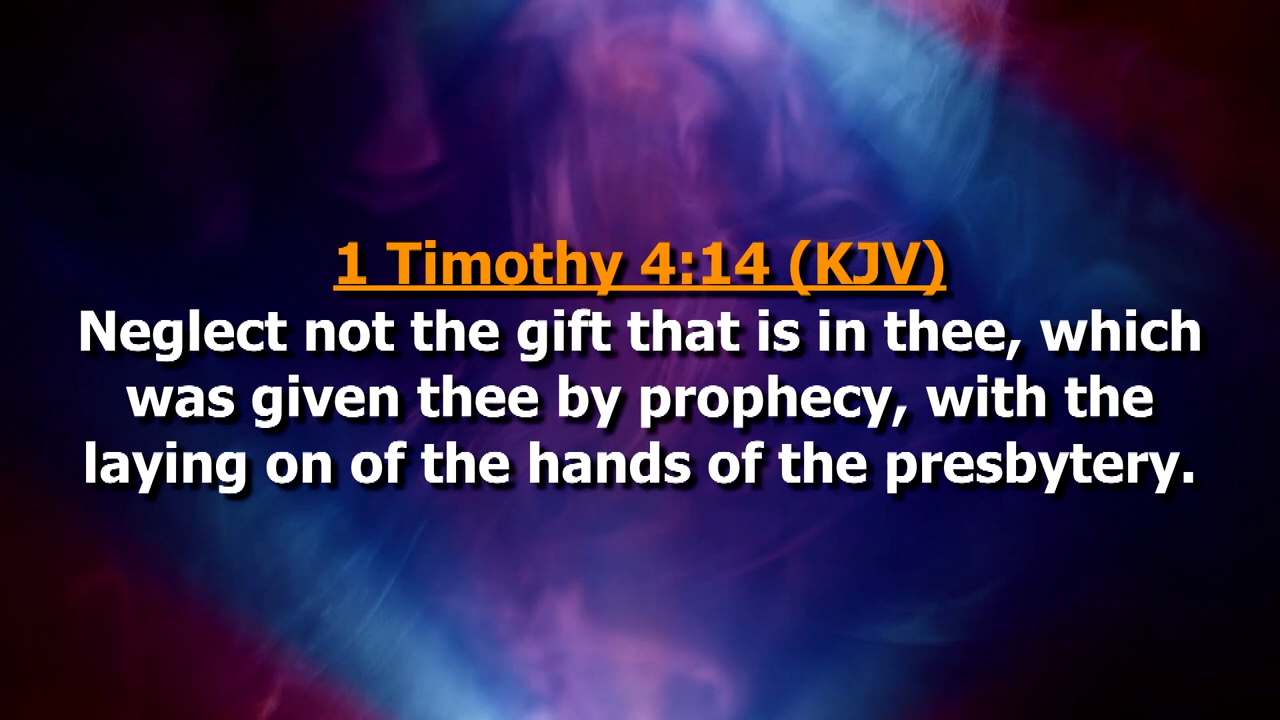 1 Timothy 4:14 (KJV)
Neglect not the gift that is in thee, which
was given thee by prophecy, with the
laying on of the hands of the presbytery.